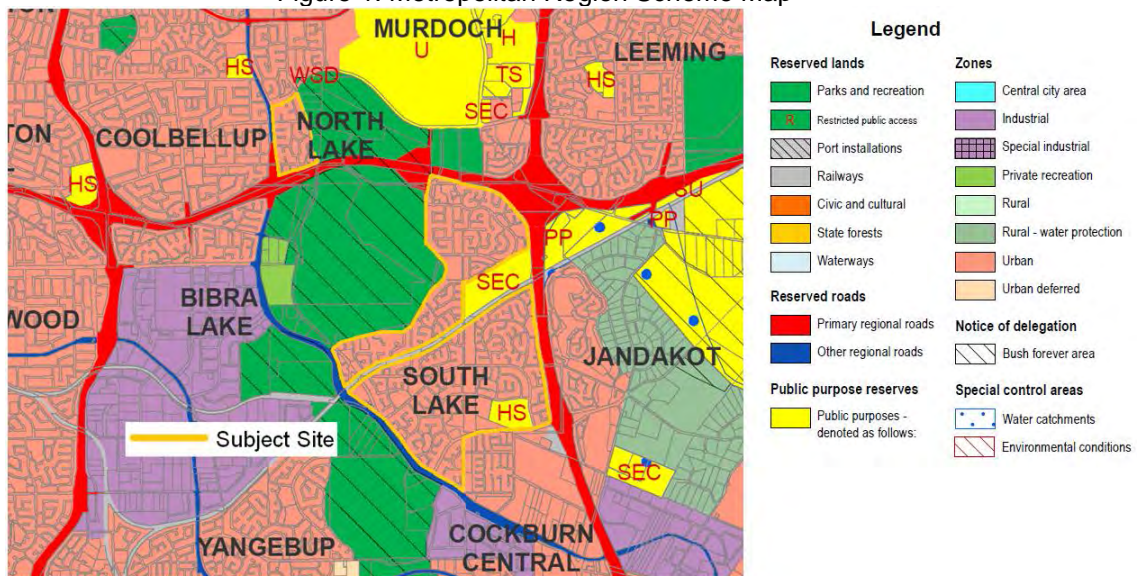 Figure 1: Metropolitan Region Scheme Map
TON
MURDOCH
U
H
TS
HS
WSD
SEC
LEEMING
HS
COOLBELLUP
NORTH
LAKE
TON
HS
SU
PP
PP
SEC
BIBRA
LAKE
WOOD
JANDAKOT
SOUTH
LAKE
HS
Subject Site
SEC
COCKBURN
CENTRAL
YANGEBUP
Legend
Reserved lands
Parks and recreation
R Restricted public access
Port installations
Railways
Civic and cultural
State forests
Waterways
Reserved roads
Primary regional roads
Other regional roads
Public purpose reserves
Public purposes -
denoted as follows:
Zones
Central city area
Industrial
Special industrial
Private recreation
Rural
Rural - water protection
Urban
Urban deferred
Notice of delegation
Bush forever area
Special control areas
Water catchments
Environmental conditions